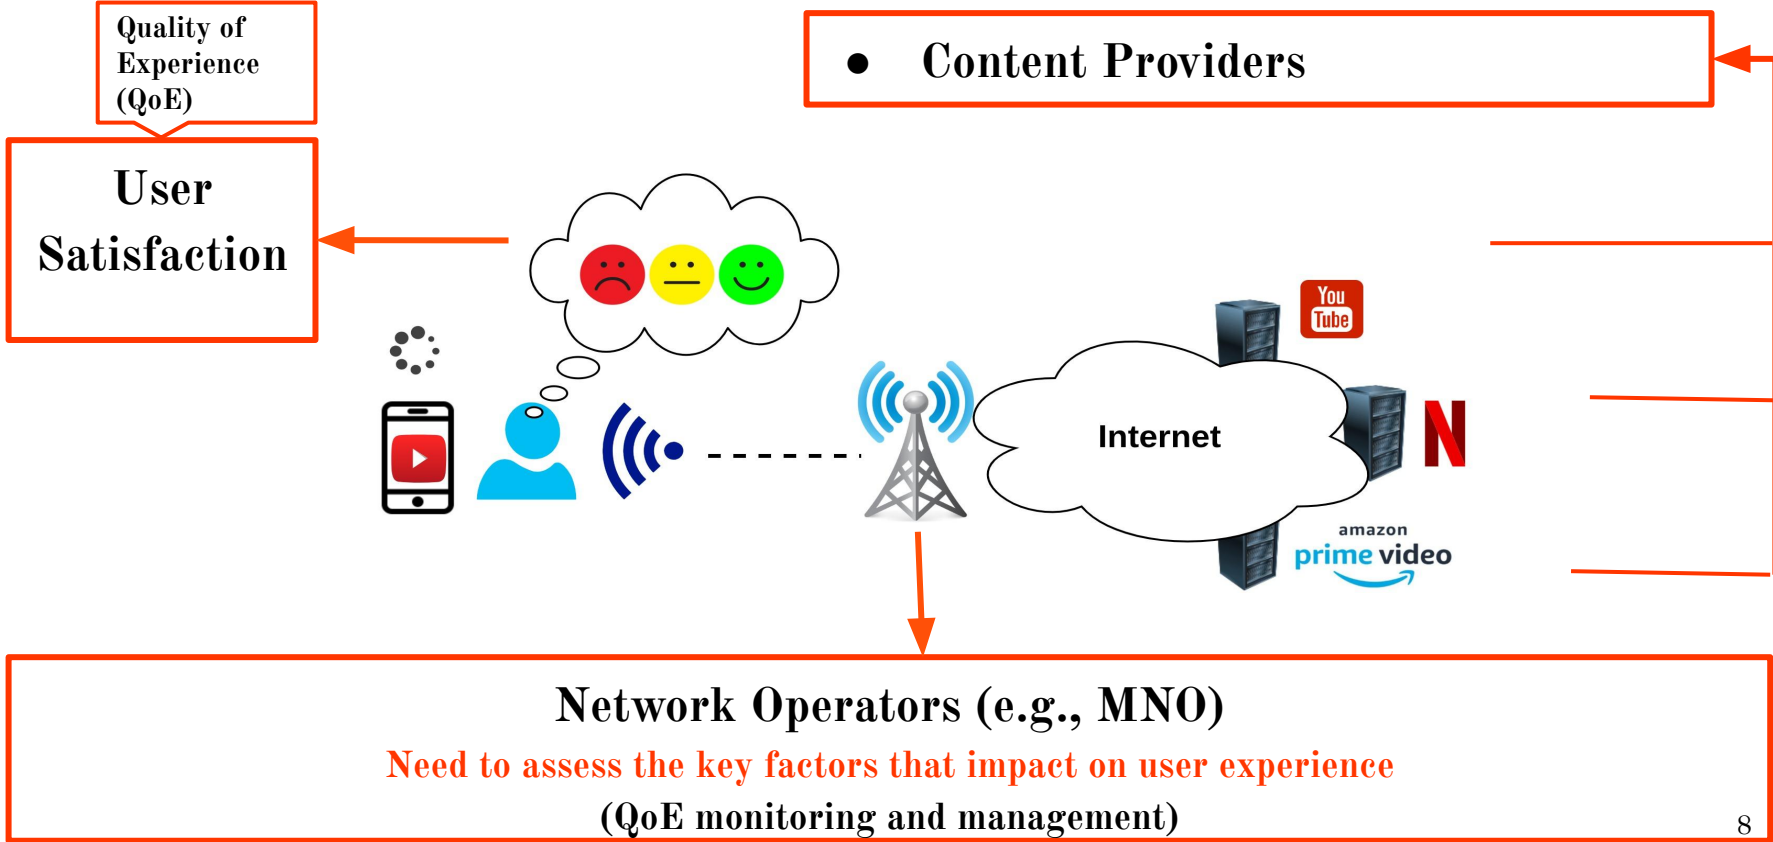 Quality of
Experience
(QoE)
● Content Providers
User
Satisfaction
You
Tube
Internet
N
amazon
prime video
Network Operators (e.g., MNO)
Need to assess the key factors that impact on user experience
(QoE monitoring and management)
8